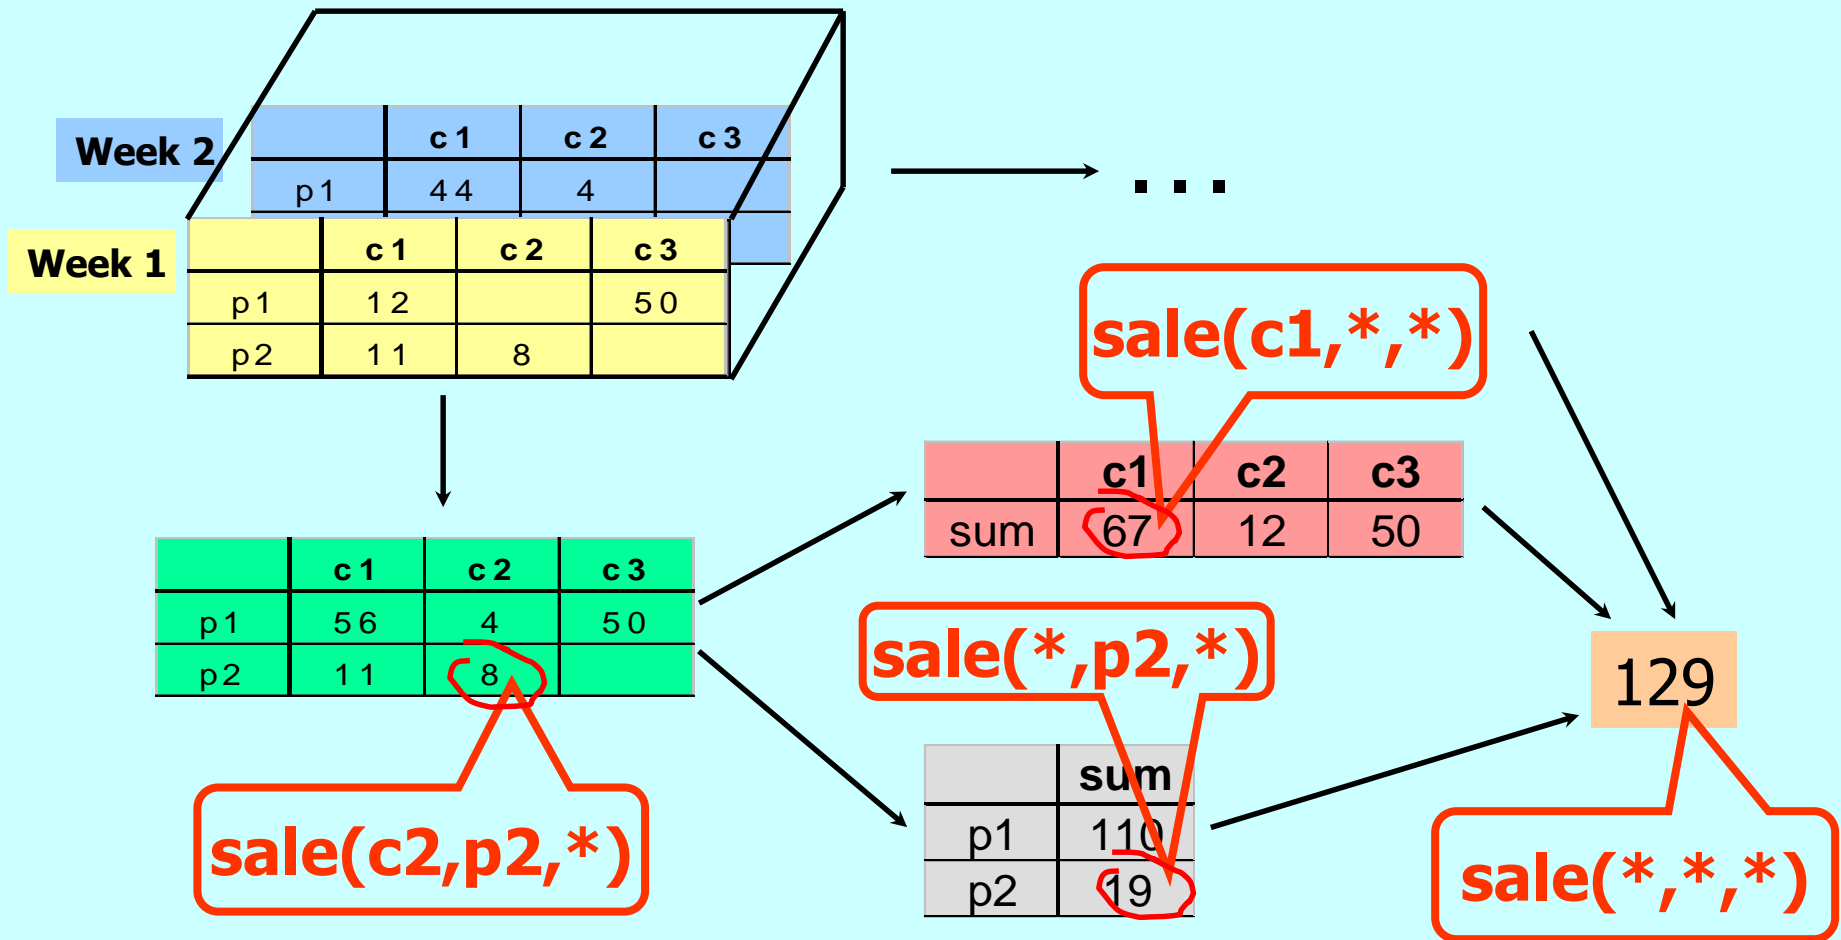 Week 2
c1 c2 c3
p1 44 4
Week 1
c1 c2 c3
p1 12 50
p2 11 8
...
sale(c1,*,*)
c1 c2 c3
sum 67 12 50
c1 c2 c3
p1 56 4 50
p2 11 8
sale(*,p2,*)
129
sum
p1 110
p2 19
sale(c2,p2,*)
sale(*,*,*)